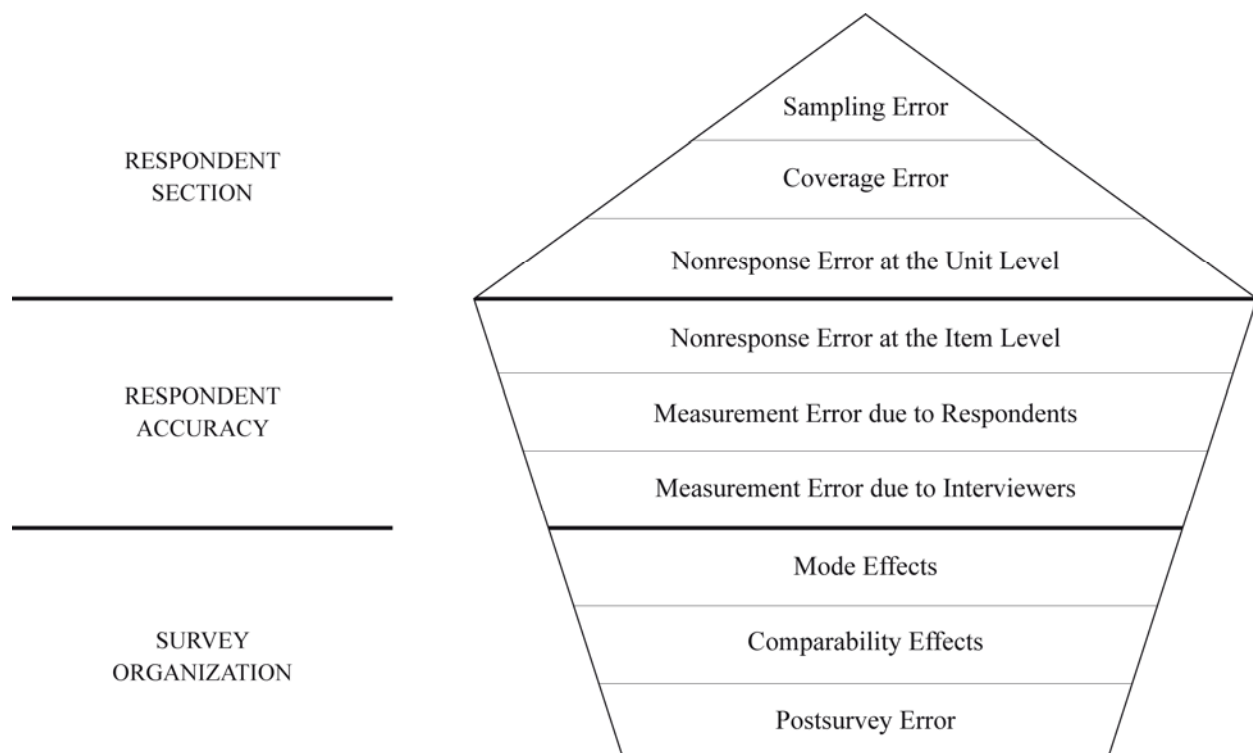 RESPONDENT
SECTION
Sampling Error
Coverage Error
Nonresponse Error at the Unit Level
RESPONDENT
ACCURACY
Nonresponse Error at the Item Level
Measurement Error due to Respondents
Measurement Error due to Interviewers
SURVEY
ORGANIZATION
Mode Effects
Comparability Effects
Postsurvey Error